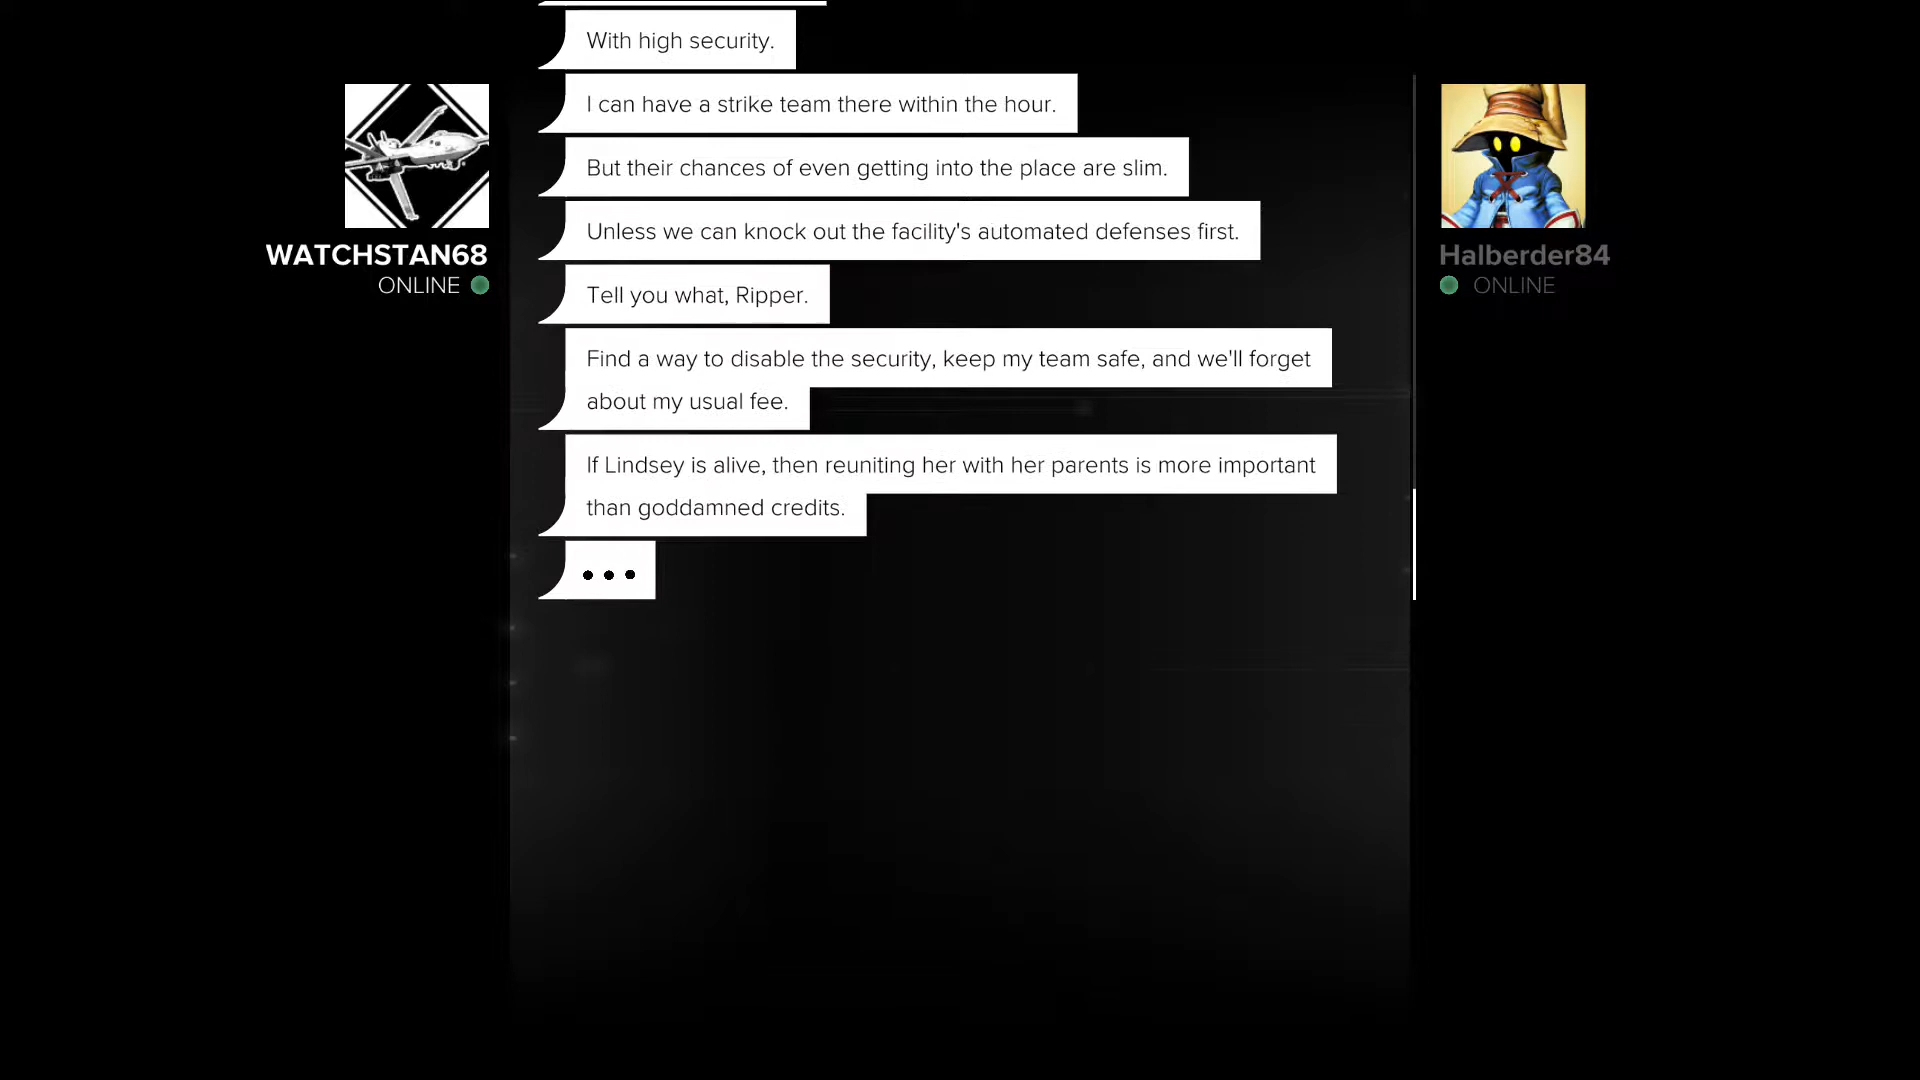 With high security.
I can have a strike team there within the hour.
But their chances of even getting into the place are slim.
Unless we can knock out the facility's automated defenses first.
Tell you what, Ripper.
Find a way to disable the security, keep my team safe, and we'll forget
about my usual fee.
If Lindsey is alive, then reuniting her with her parents is more important
than goddamned credits.
WATCHSTAN68
ONLINE
Halberder84
ONLINE